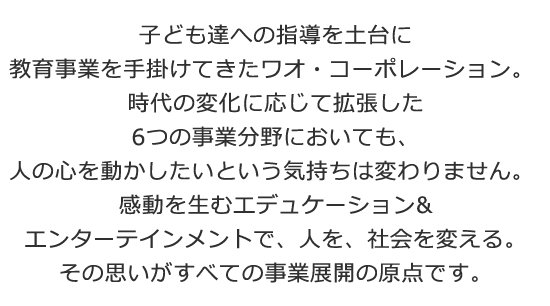 子ども達への指導を土台に
教育事業を手掛けてきたワオ・コーポレーション。
時代の変化に応じて拡張した
6つの事業分野においても、
人の心を動かしたいという気持ちは変わりません。
感動を生むエデュケーション&
エンターテインメントで、人を、社会を変える。
その思いがすべての事業展開の原点です。